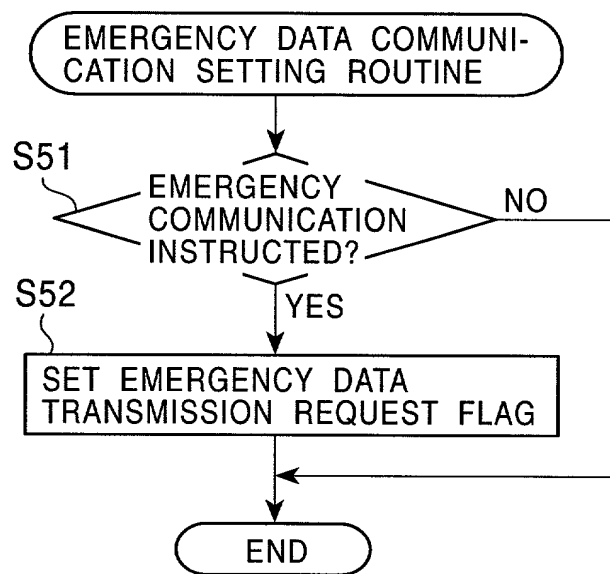 EMERGENCY DATA COMMUNI-
CATION SETTING ROUTINE
S51
EMERGENCY
COMMUNICATION
INSTRUCTED?
NO
YES
S52
SET EMERGENCY DATA
TRANSMISSION REQUEST FLAG
END